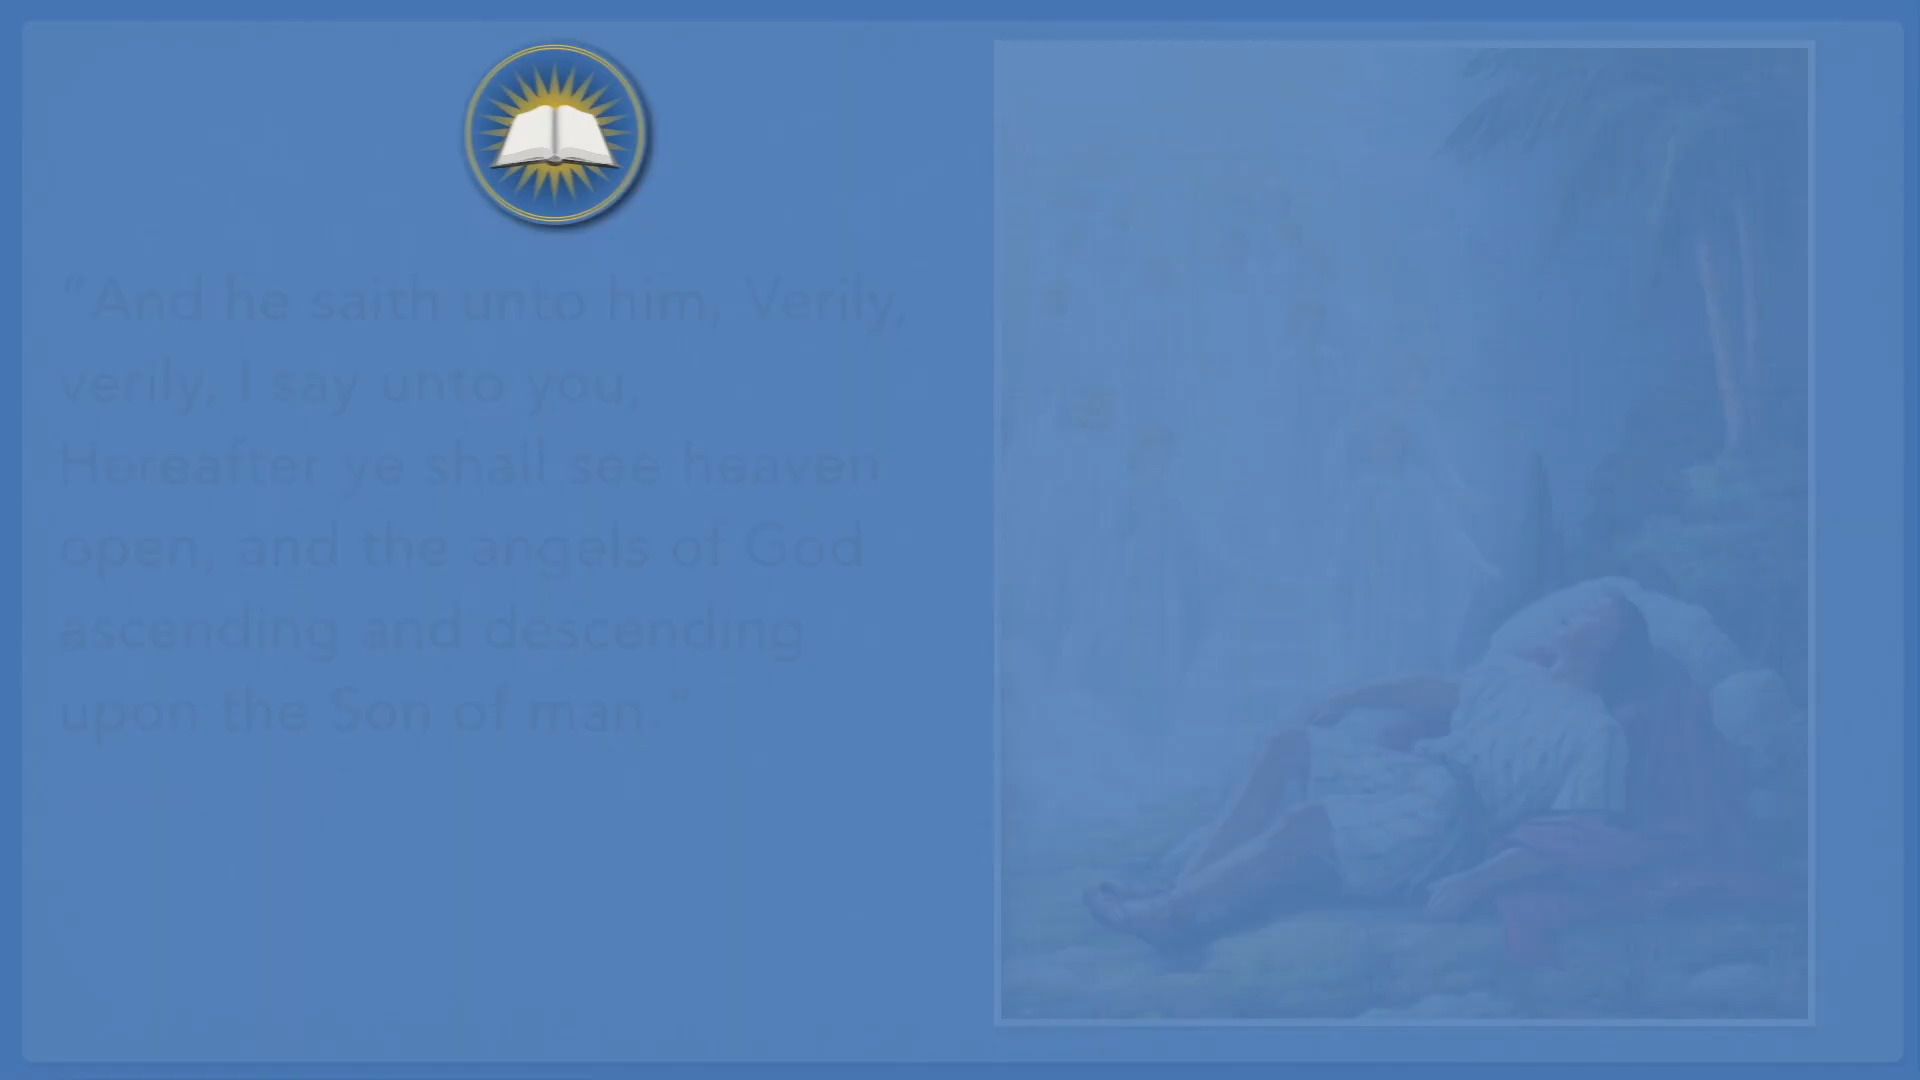 "And he saith unto him, Verily,
verily, I say unto you,
Horeafter ye shall see heaven
open, and the angels of God
ascending and descending
upon the Son of man."